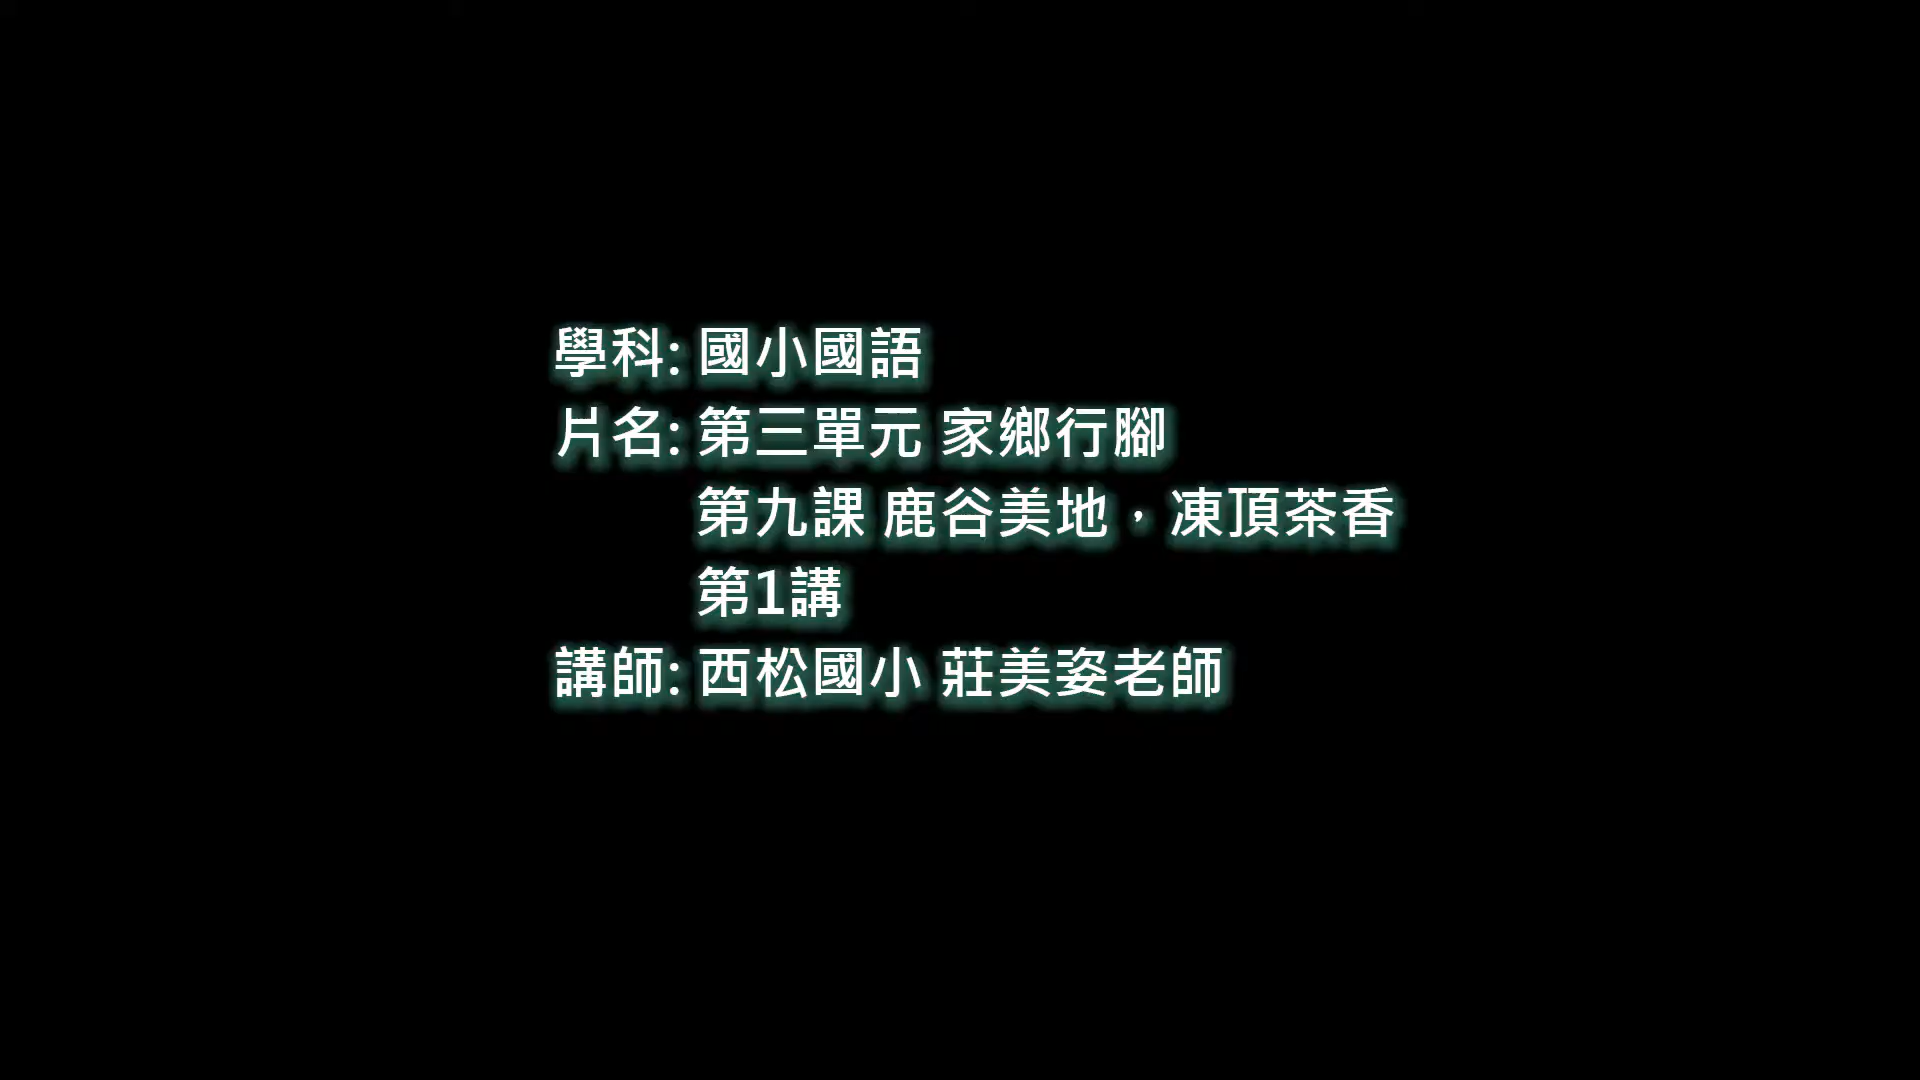 學科: 國小國語
片名: 第三單元 家鄉行腳
第九課 鹿谷美地，凍頂茶香
第1講
講師: 西松國小 莊美姿老師